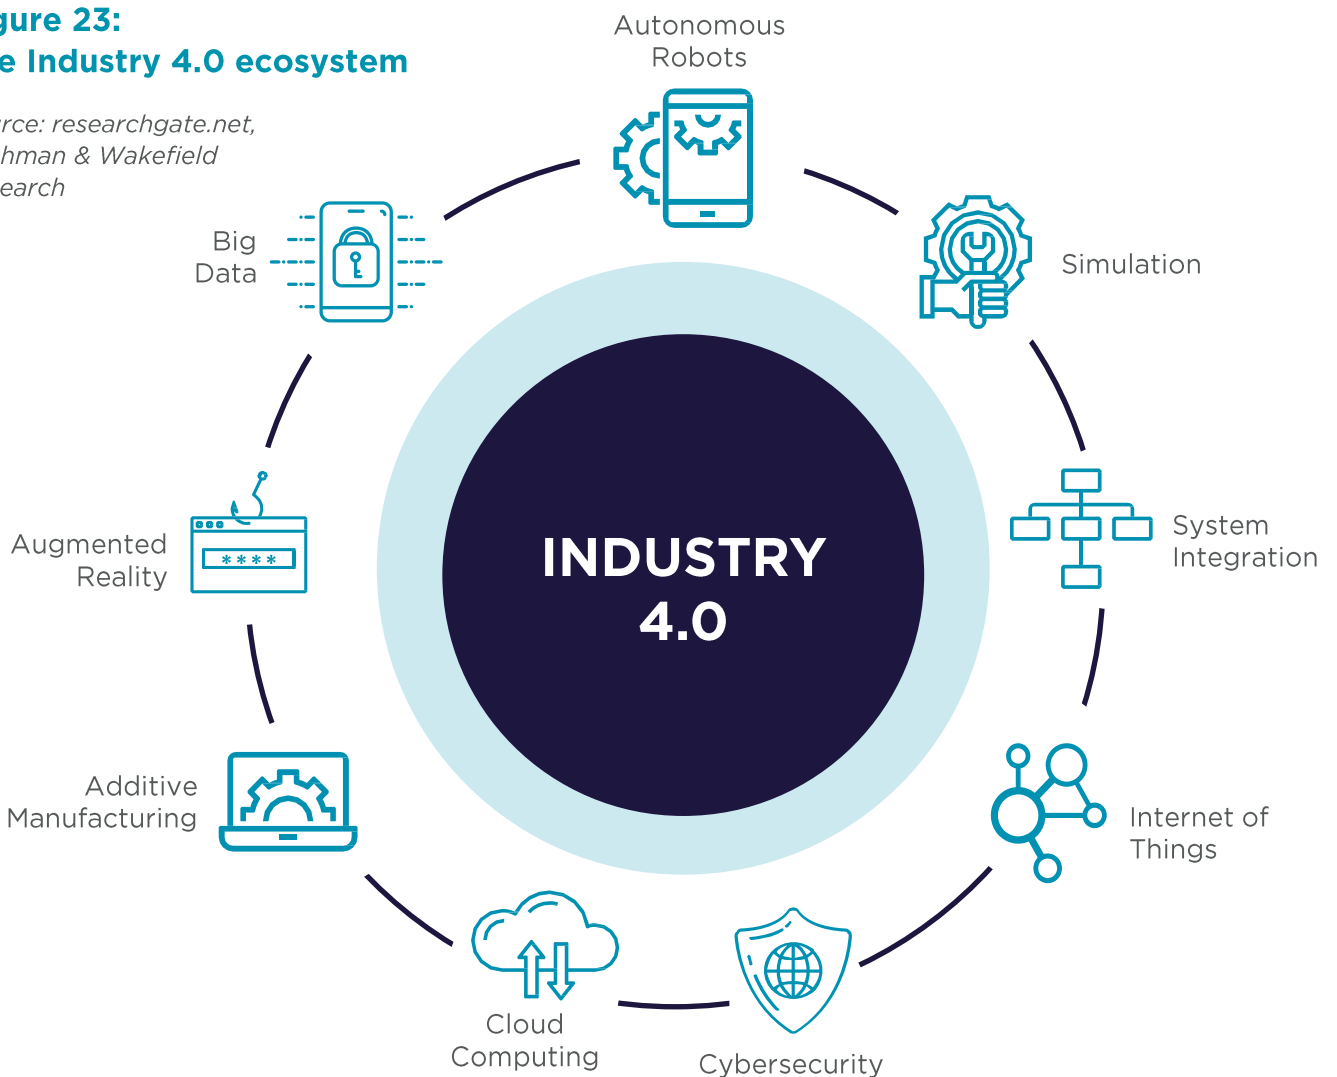 gure 23:
e Industry 4.0 ecosystem
rce: researchgate.net,
hman & Wakefield
earch
Autonomous
Robots
Big
Data
Simulation
Augmented
Reality
****
System
Integration
INDUSTRY
4.0
Additive
Manufacturing
Internet of
Things
Cloud
Computing
Cybersecurity